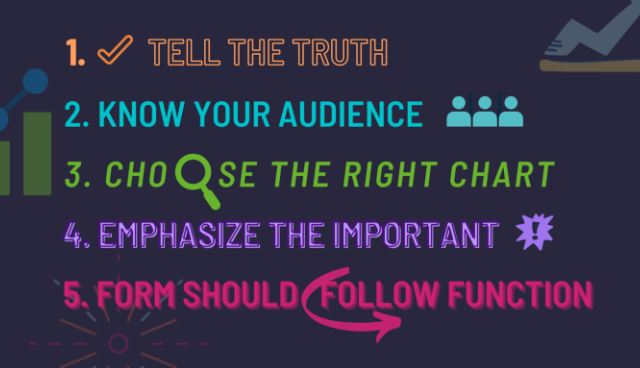 1. TELL THE TRUTH
2. KNOW YOUR AUDIENCE
3. CHOOSE THE RIGHT CHART
4. EMPHASIZE THE IMPORTANT
5. FORM SHOULD FOLLOW FUNCTION